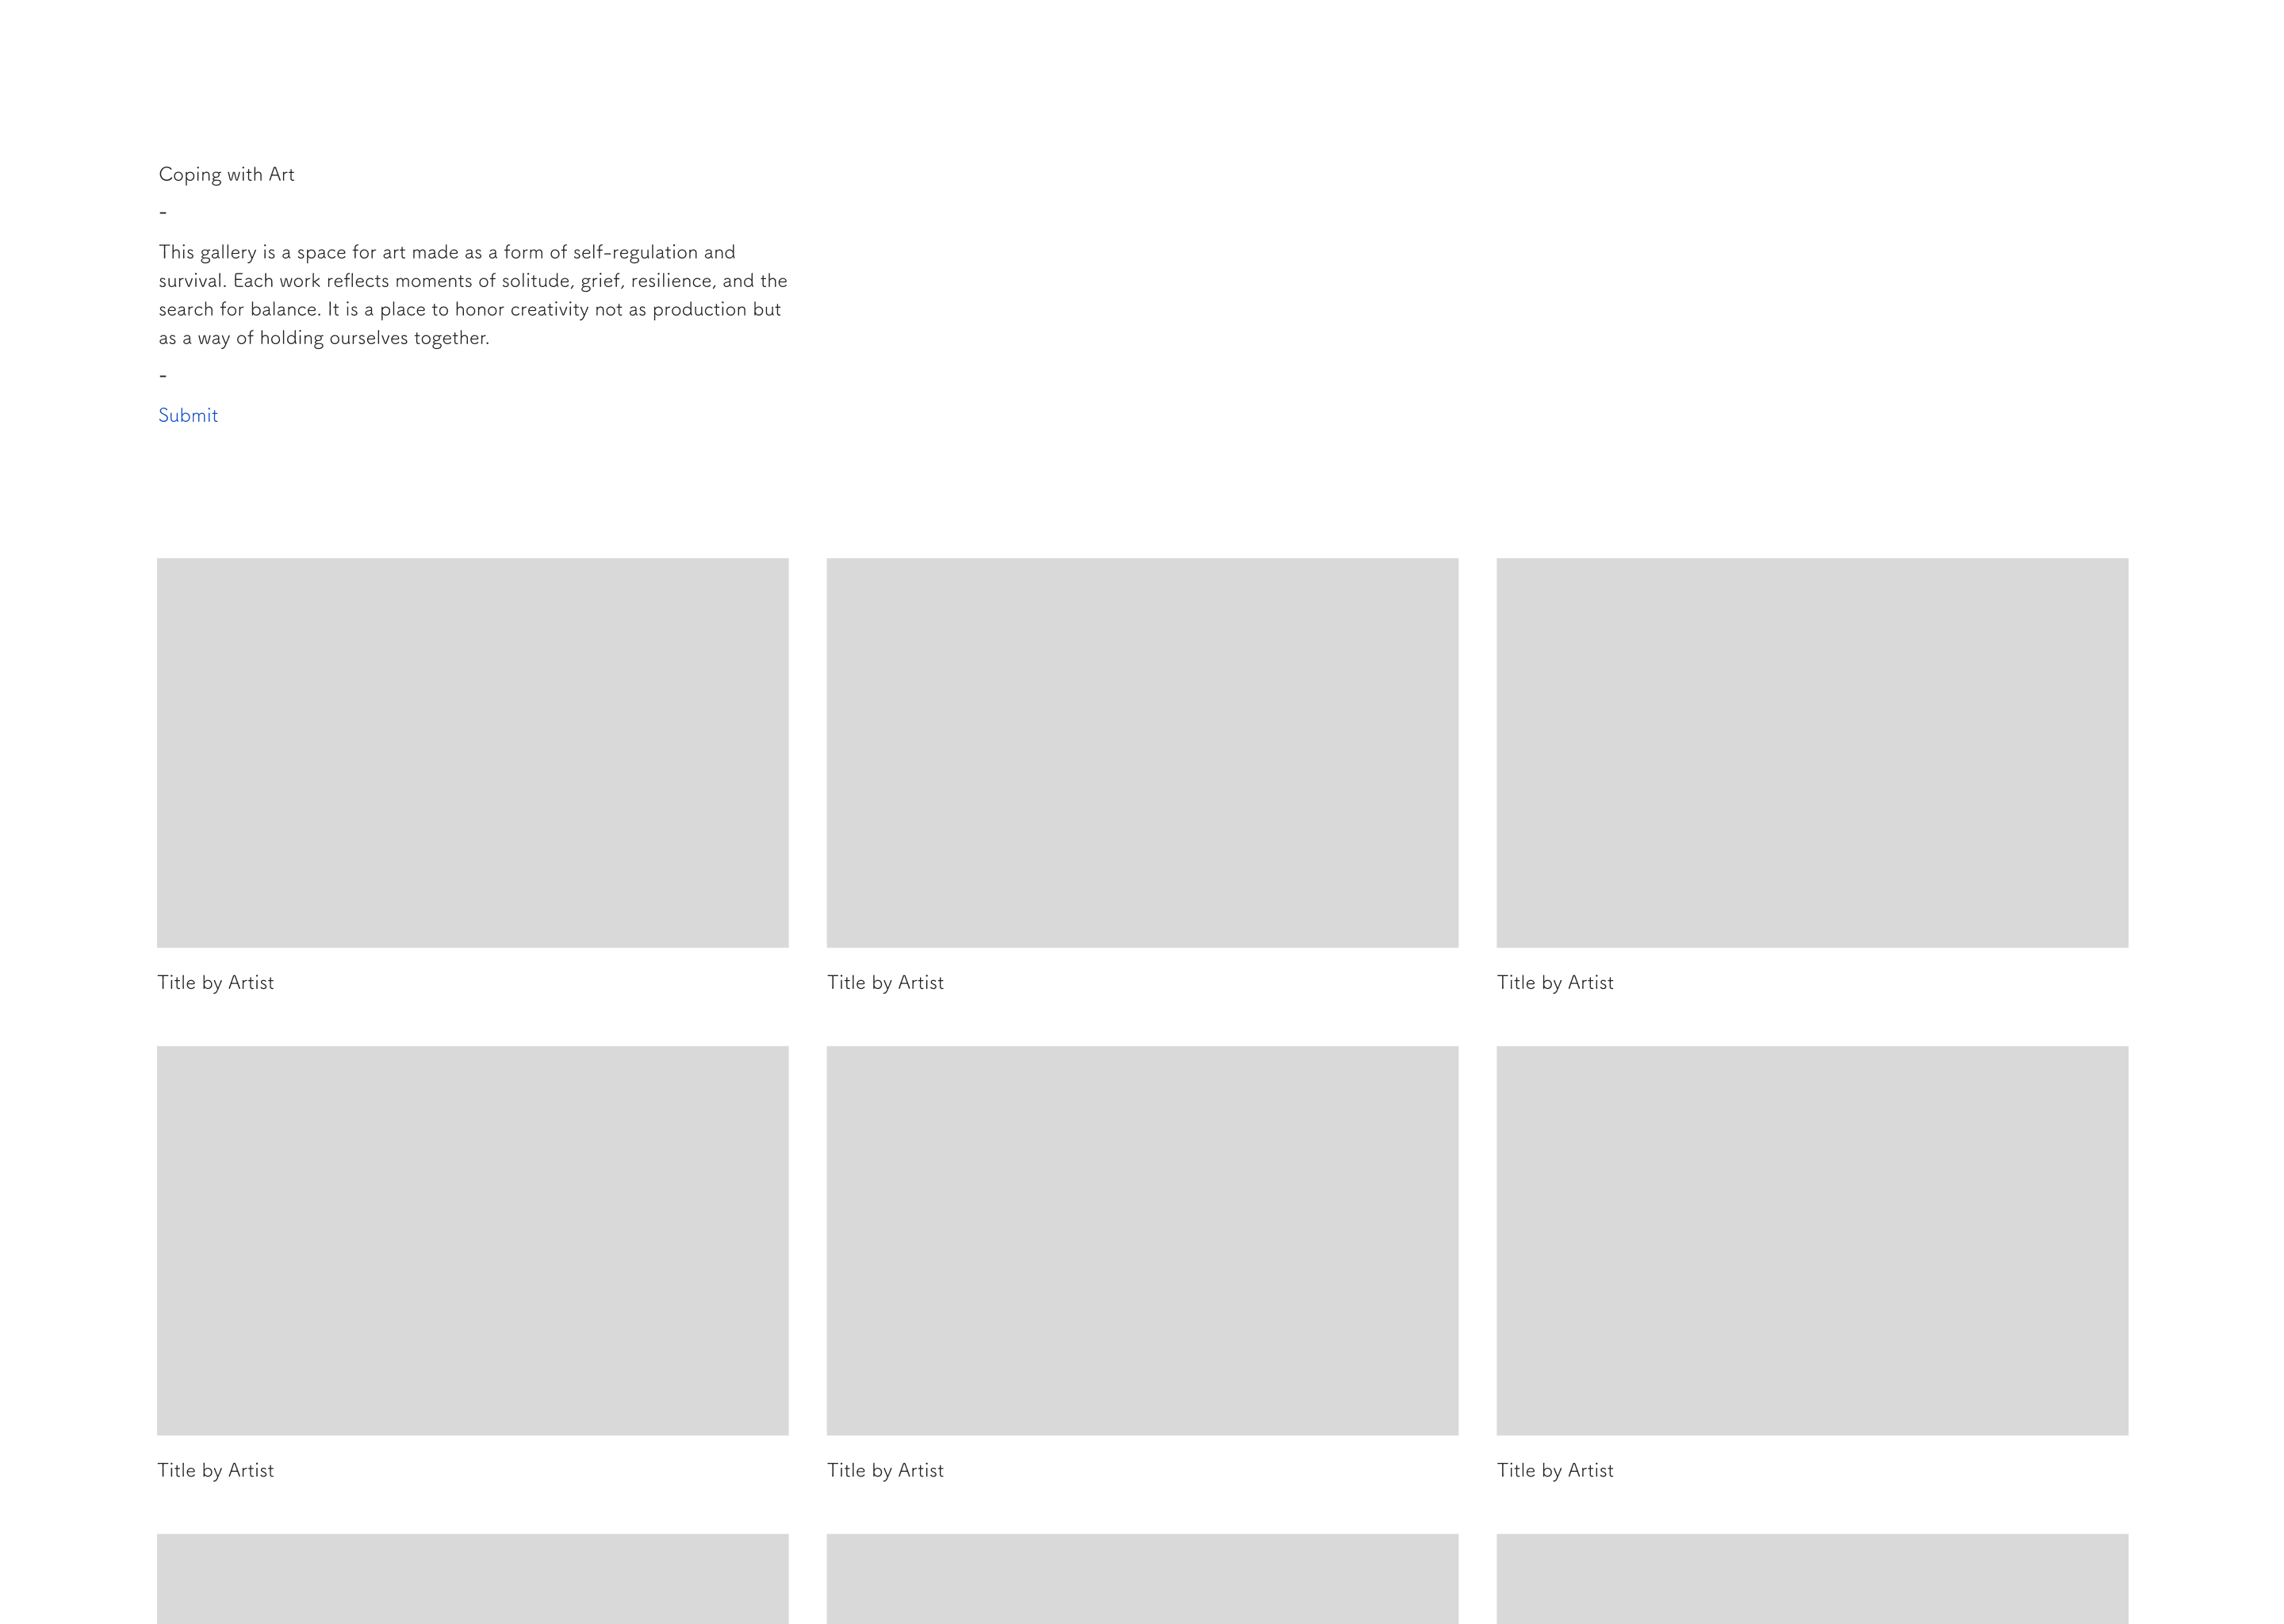 Coping with Art
-
This gallery is a space for art made as a form of self-regulation and
survival. Each work reflects moments of solitude, grief, resilience, and the
search for balance. It is a place to honor creativity not as production but
as a way of holding ourselves together.
-
Submit
Title by Artist
Title by Artist
Title by Artist
Title by Artist
Title by Artist
Title by Artist